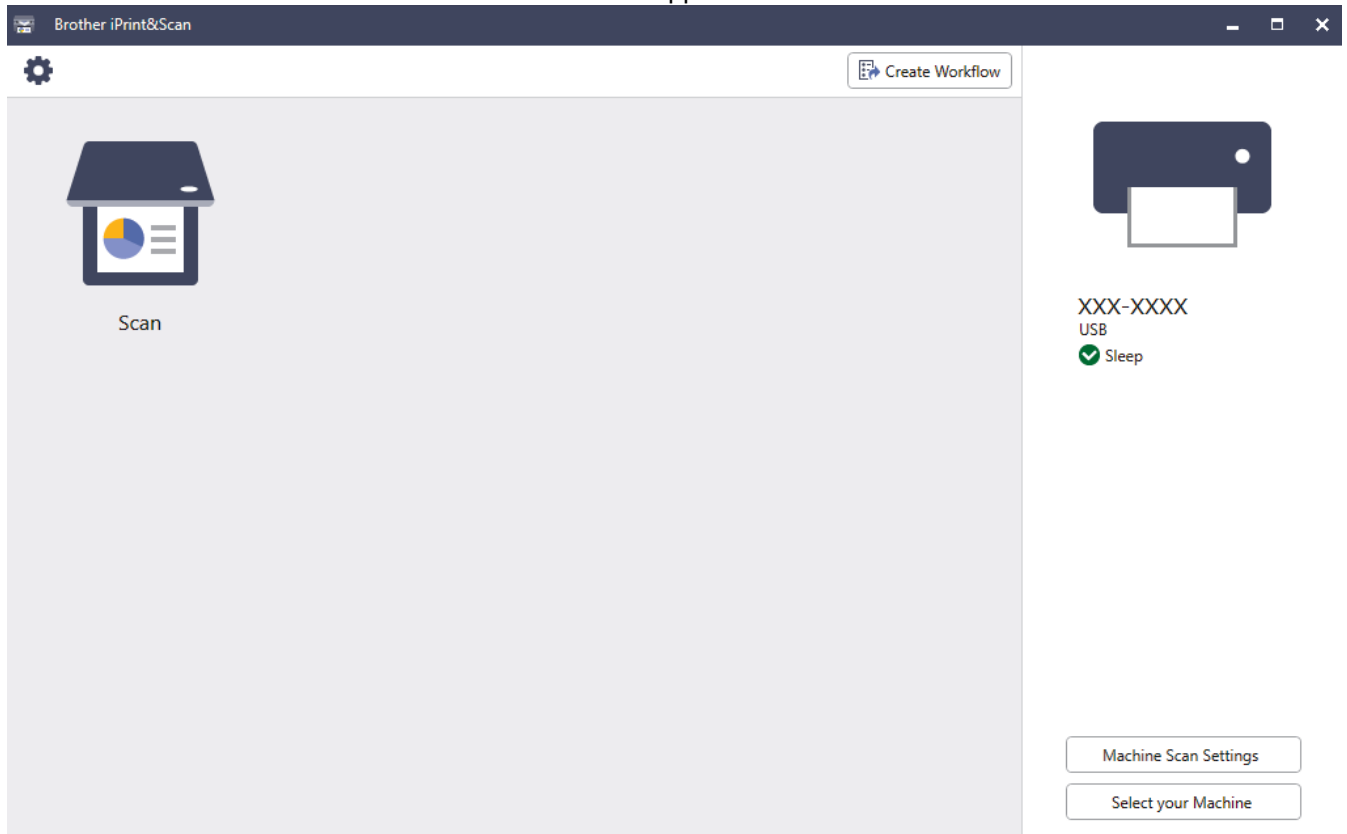 Brother iPrint&Scan
Create Workflow
Scan
XXX-XXXX
USB
Sleep
Machine Scan Settings
Select your Machine